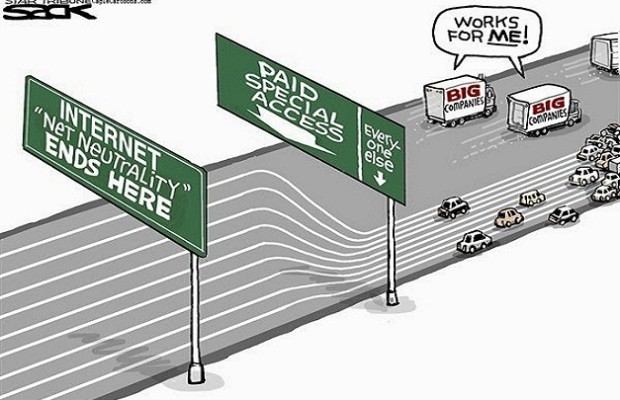 STAR TRIBUNE
SACK
WORKS
FOR ME!
INTERNET
"NET NEUTRALITY"
ENDS HERE
PAID
SPECIAL
ACCESS
Every-
one
else
BIG
COMPANIES
BIG
COMPANIES